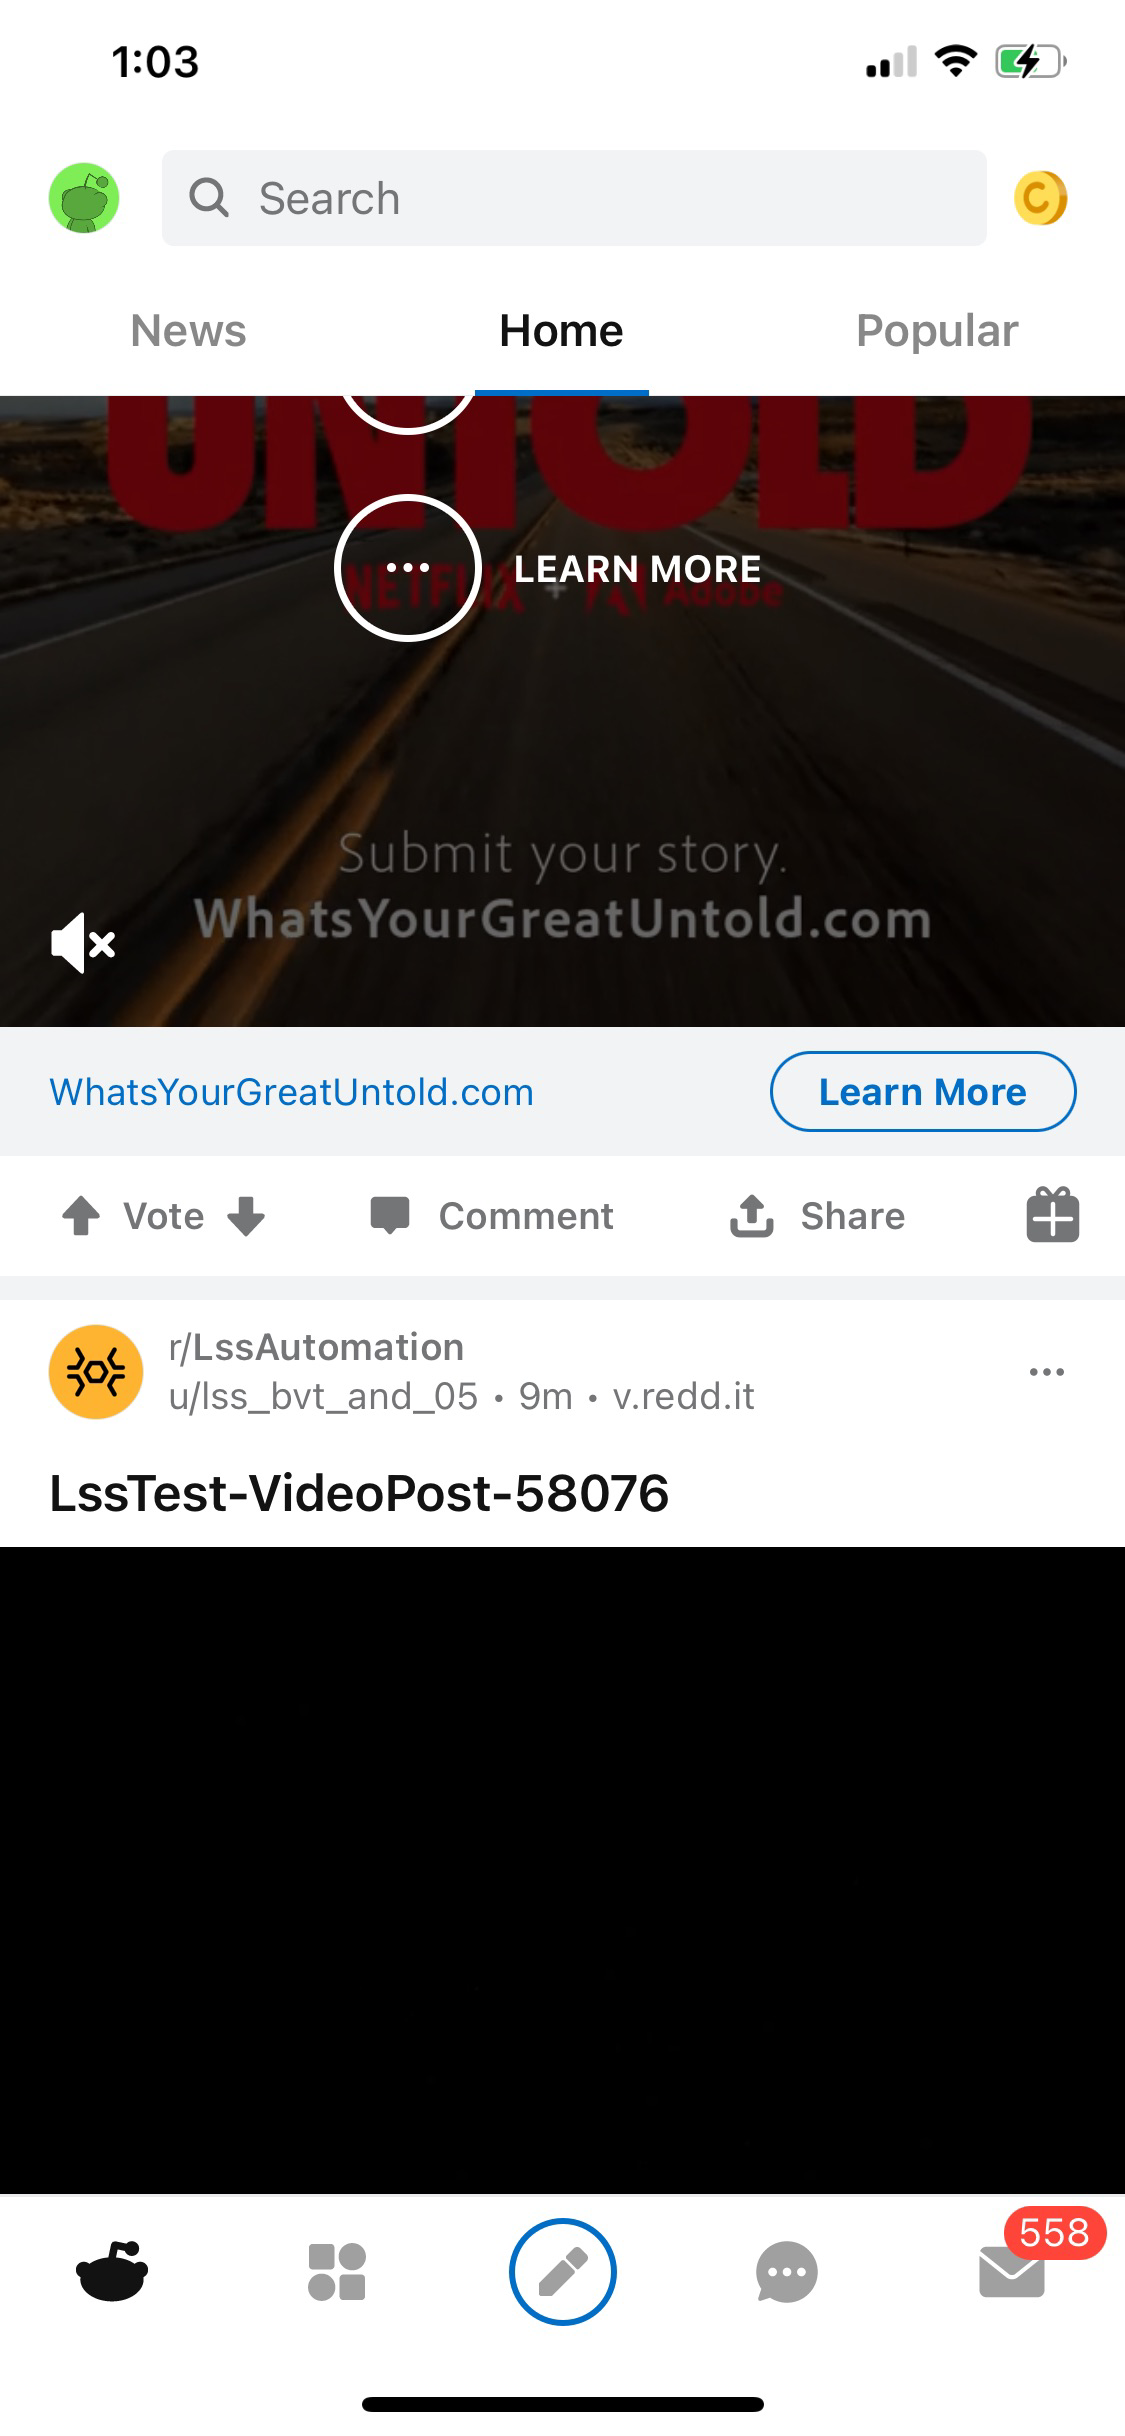 1:03
Search
News Home Popular
UNTOLD
LEARN MORE
NETFLIX + Adobe
Submit your story.
WhatsYourGreatUntold.com
WhatsYourGreatUntold.com Learn More
Vote Comment Share
r/LssAutomation
u/lss_bvt_and_05 • 9m • v.redd.it
LssTest-VideoPost-58076
558